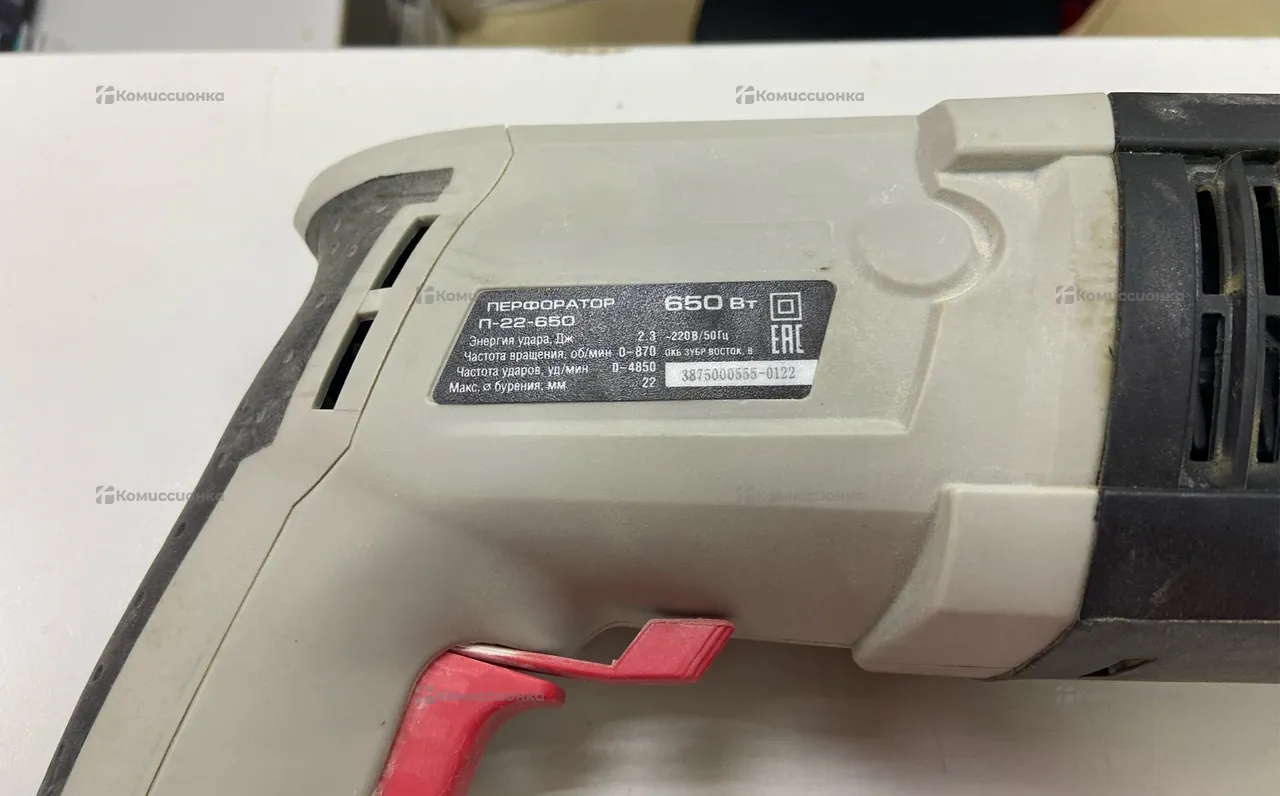 Комиссионка
Комиссионка
ПЕРФОРАТОР 650 Вт
П-22-650
Энергия удара, Дж 2.3 ~220В/50Гц
Частота вращения, об/мин 0-870 ОКБ ЗУБР ВОСТОК. В
Частота ударов, уд/мин 0-4850
Макс. ⌀ бурения, мм 22
EAC
3875000555-0122
Комиссионка
Комиссионка
Комиссионка
Комиссионка